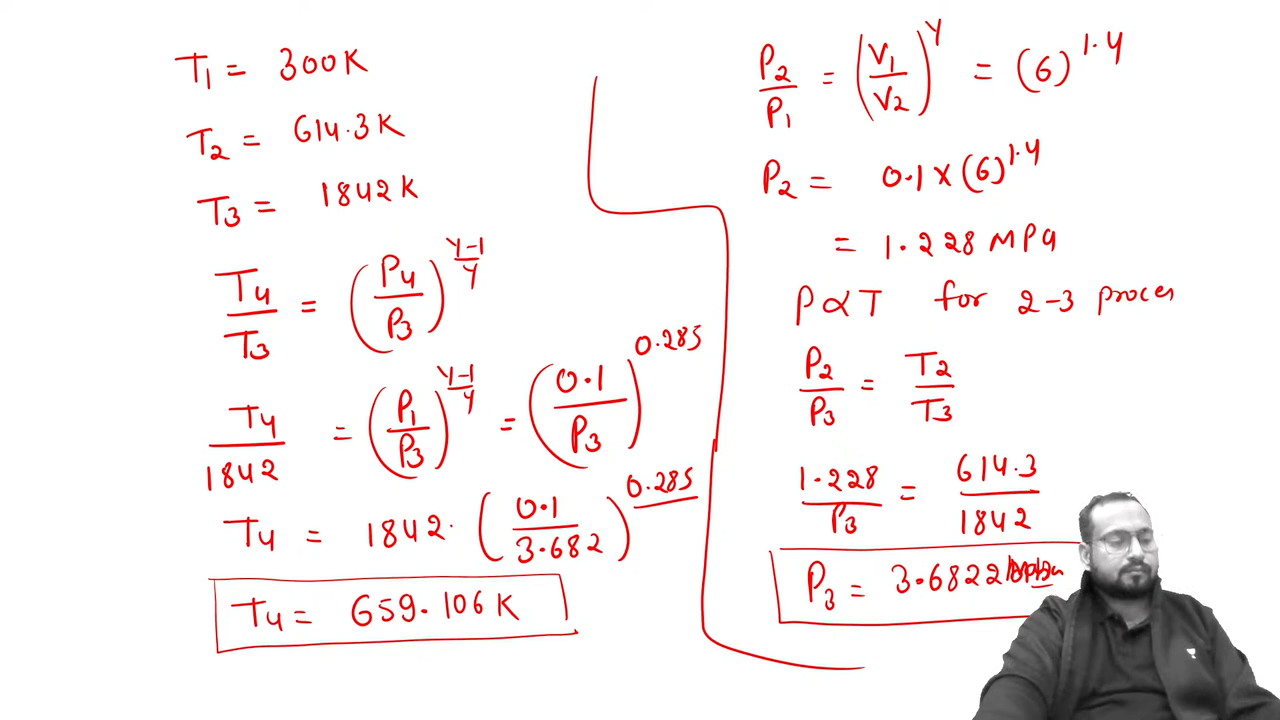 T1 = 300K
T2 = 614.3K
T3 = 1842K
T4/T3 = (P4/P3)^(γ-1)/γ
T4/1842 = (P1/P3)^(γ-1)/γ = (0.1/P3)^0.285
T4 = 1842. (0.1/3.682)^0.285
T4 = 659.106K
P2/P1 = (V1/V2)^γ = (6)^1.4
P2 = 0.1×(6)^1.4
= 1.228 MPa
P∝T for 2-3 proces
P2/P3 = T2/T3
1.228/P3 = 614.3/1842
P3 = 3.6822